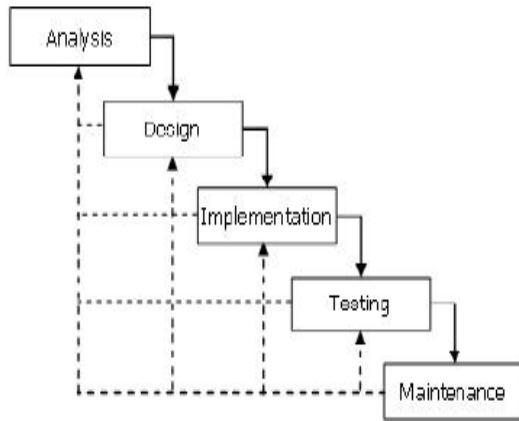 Analysis
Design
Implementation
Testing
Maintenance